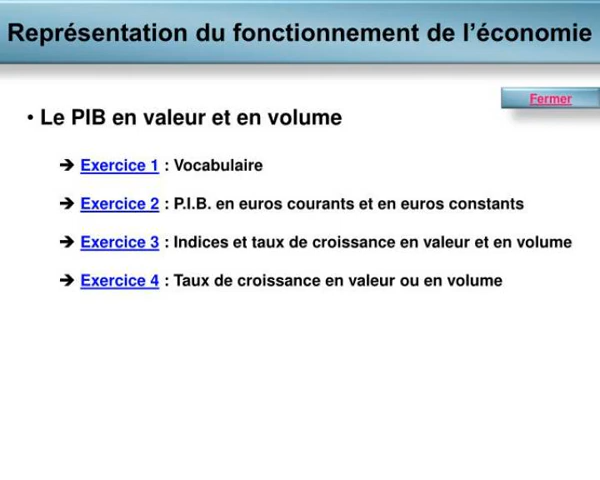 Représentation du fonctionnement de l’économie
Fermer
• Le PIB en valeur et en volume
➔ Exercice 1 : Vocabulaire
➔ Exercice 2 : P.I.B. en euros courants et en euros constants
➔ Exercice 3 : Indices et taux de croissance en valeur et en volume
➔ Exercice 4 : Taux de croissance en valeur ou en volume